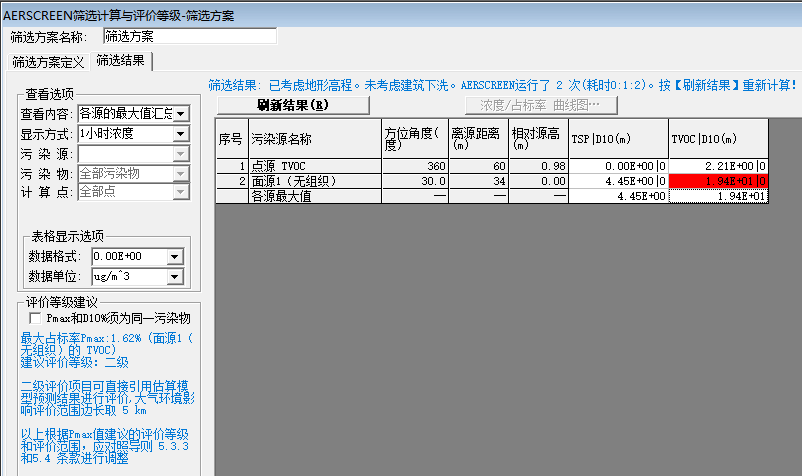 AERSCREEN筛选计算与评价等级-筛选方案
筛选方案名称: 筛选方案
筛选方案定义 筛选结果
筛选结果: 已考虑地形高程。未考虑建筑下洗。AERSCREEN运行了 2 次(耗时0:1:2)。按【刷新结果】重新计算!
查看选项
查看内容: 各源的最大值汇总
显示方式: 1小时浓度
污 染 源:
污 染 物: 全部污染物
计 算 点: 全部点
表格显示选项
数据格式: 0.00E+00
数据单位: ug/m^3
评价等级建议
Pmax和D10%须为同一污染物
最大占标率Pmax:1.62% (面源1 (
无组织) 的 TVOC)
建议评价等级: 二级
二级评价项目可直接引用估算模
型预测结果进行评价,大气环境影
响评价范围边长取 5 km
以上根据Pmax值建议的评价等级
和评价范围, 应对照导则 5.3.3
和5.4 条款进行调整
刷新结果(R) 浓度/占标率 曲线图…
序号 污染源名称 方位角度(度) 离源距离(m) 相对源高(m) TSP|D10(m) TVOC|D10(m)
1 点源 TVOC 360 60 0.98 0.00E+00|0 2.21E+00|0
2 面源1 (无组织) 30.0 34 0.00 4.45E+00|0 1.94E+01|0
各源最大值 — — — 4.45E+00 1.94E+01